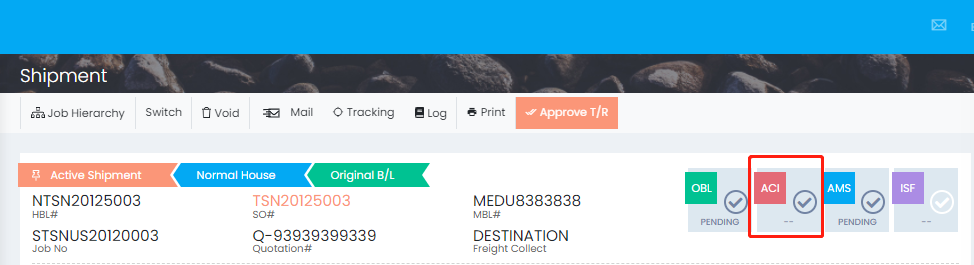 Shipment
Job Hierarchy Switch Void Mail Tracking Log Print Approve T/R
Active Shipment Normal House Original B/L
OBL ACI AMS ISF
NTSN20125003 TSN20125003 MEDU8383838
HBL# SO# MBL#
PENDING -- PENDING --
STSNUS20120003 Q-93939399339 DESTINATION
Job No Quotation# Freight Collect